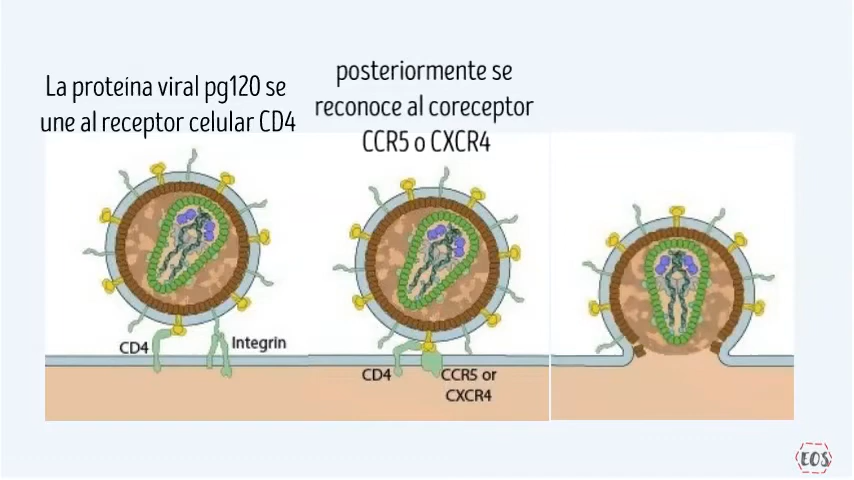 La proteína viral pg120 se
une al receptor celular CD4
posteriormente se
reconoce al coreceptor
CCR5 o CXCR4
CD4
Integrin
CD4
CCR5 or
CXCR4
EOS